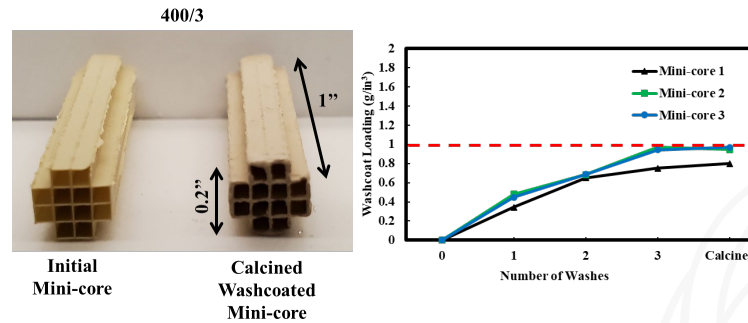 400/3
1”
0.2”
Initial
Mini-core
Calcined
Washcoated
Mini-core
Washcoat Loading (g/in³)
2
1.8
1.6
1.4
1.2
1
0.8
0.6
0.4
0.2
0
Mini-core 1
Mini-core 2
Mini-core 3
0
1
2
3
Calcine
Number of Washes